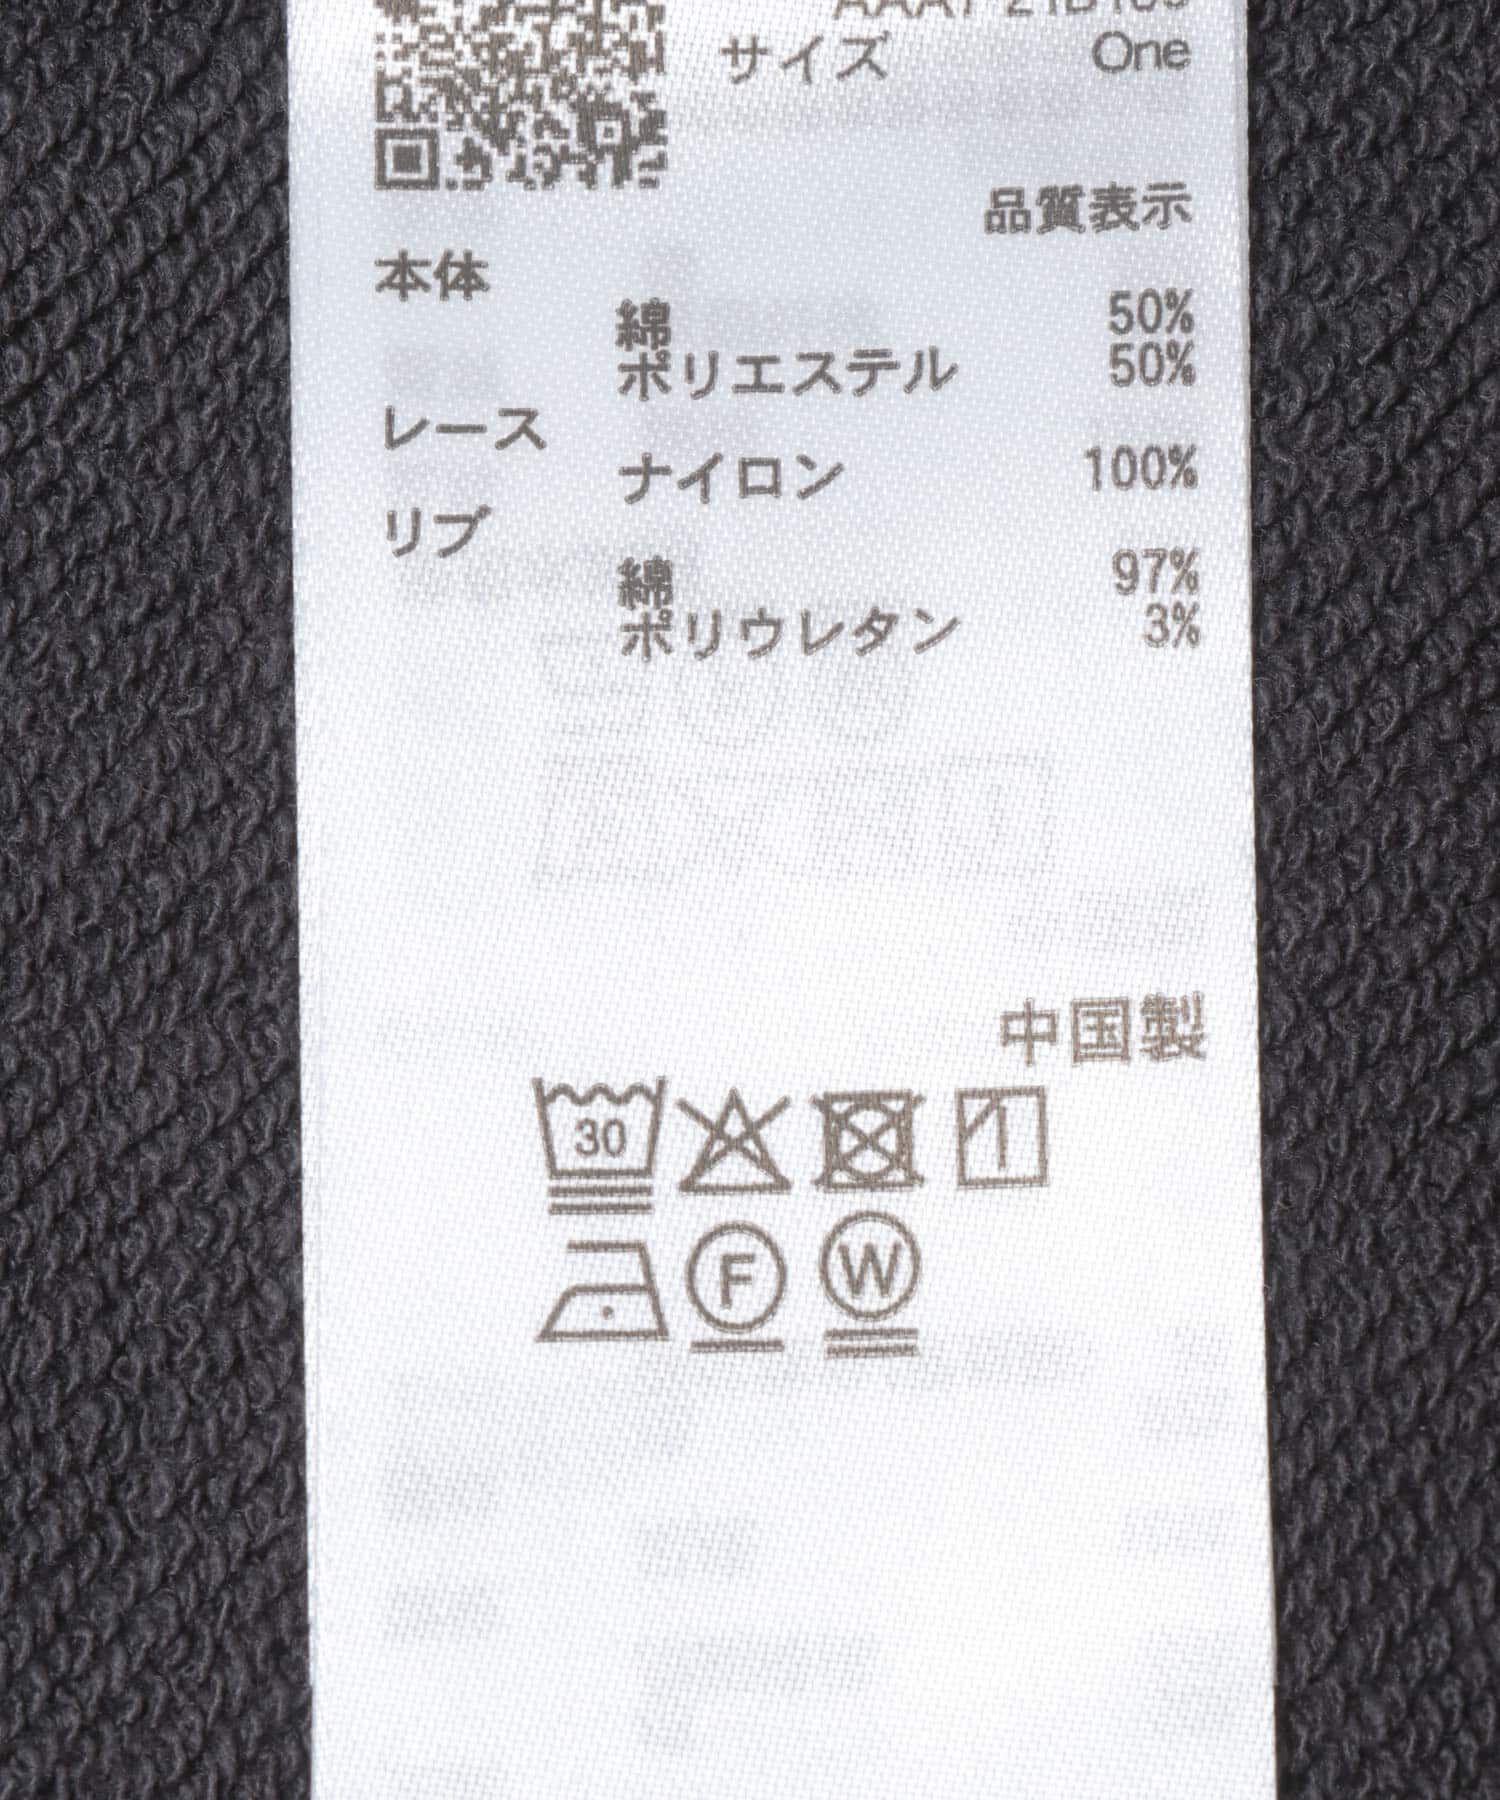 サイズ One
品質表示
本体
綿 50%
ポリエステル 50%
レース
ナイロン 100%
リブ
綿 97%
ポリウレタン 3%
中国製
30
F W